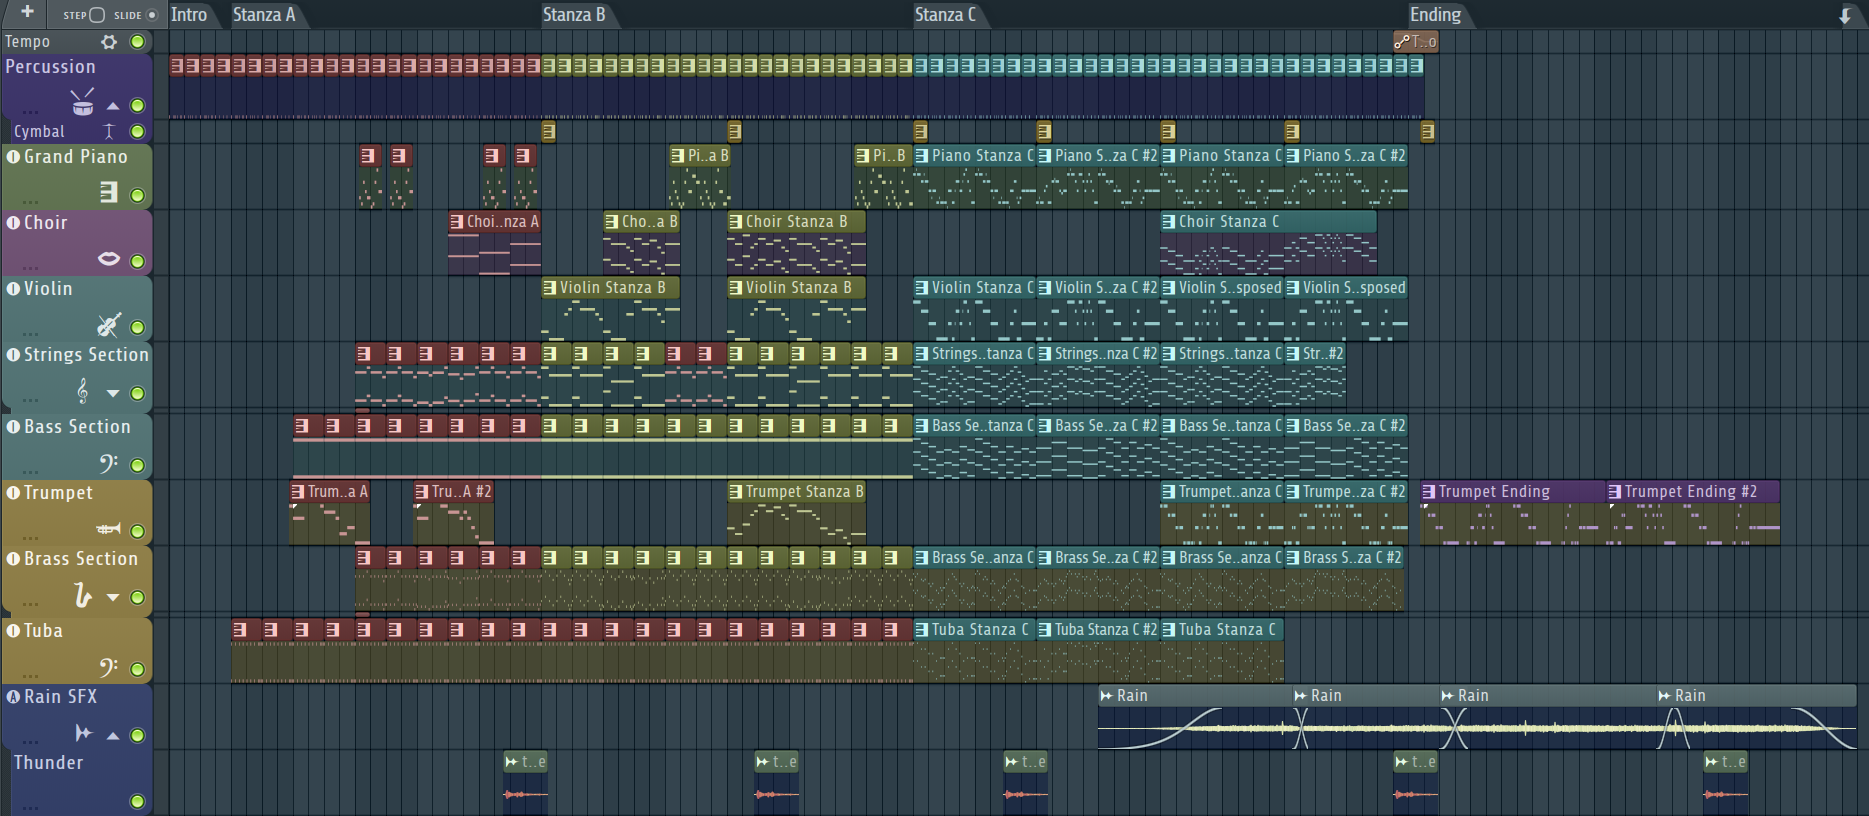 STEP SLIDE Intro Stanza A Stanza B Stanza C Ending
Tempo T..o
Percussion
Cymbal
Grand Piano Pi..a B Pi..B Piano Stanza C Piano S..za C #2 Piano Stanza C Piano S..za C #2
Choir Choi..nza A Cho..a B Choir Stanza B Choir Stanza C
Violin Violin Stanza B Violin Stanza B Violin Stanza C Violin S..za C #2 Violin S..sposed Violin S..sposed
Strings Section Strings..tanza C Strings..nza C #2 Strings..tanza C Str..#2
Bass Section Bass Se..tanza C Bass Se..za C #2 Bass Se..tanza C Bass Se..za C #2
Trumpet Trum..a A Tru..A #2 Trumpet Stanza B Trumpet..anza C Trumpe..za C #2 Trumpet Ending Trumpet Ending #2
Brass Section Brass Se..anza C Brass Se..za C #2 Brass Se..anza C Brass S..za C #2
Tuba Tuba Stanza C Tuba Stanza C #2 Tuba Stanza C
Rain SFX Rain Rain Rain Rain
Thunder t..e t..e t..e t..e t..e